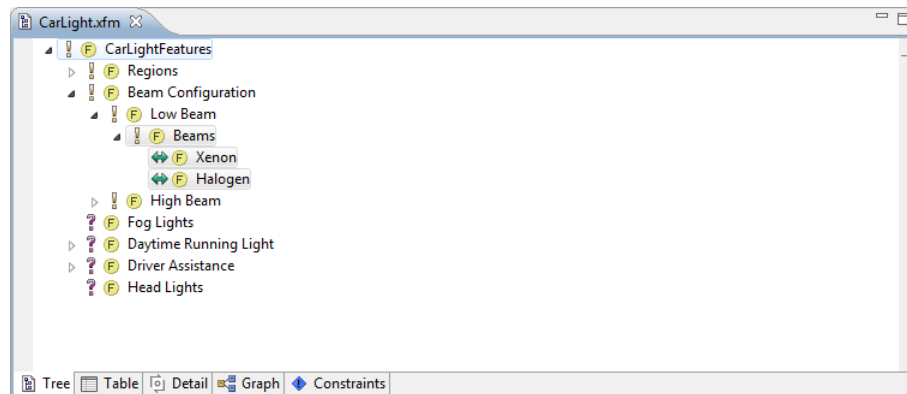 CarLight.xfm
F CarLightFeatures
F Regions
F Beam Configuration
F Low Beam
F Beams
F Xenon
F Halogen
F High Beam
? F Fog Lights
? F Daytime Running Light
? F Driver Assistance
? F Head Lights
Tree Table Detail Graph Constraints